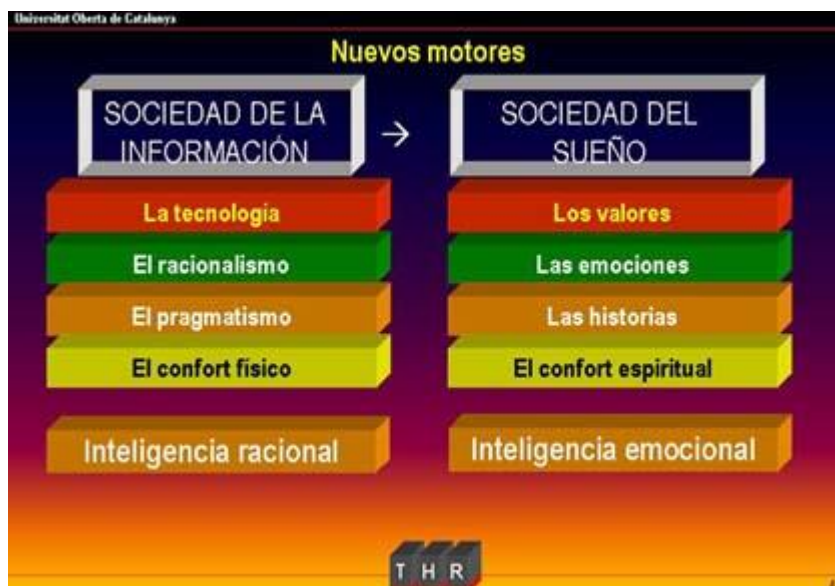 Universitat Oberta de Catalunya
Nuevos motores
SOCIEDAD DE LA
INFORMACIÓN
→
SOCIEDAD DEL
SUEÑO
La tecnología
Los valores
El racionalismo
Las emociones
El pragmatismo
Las historias
El confort físico
El confort espiritual
Inteligencia racional
Inteligencia emocional
T H R